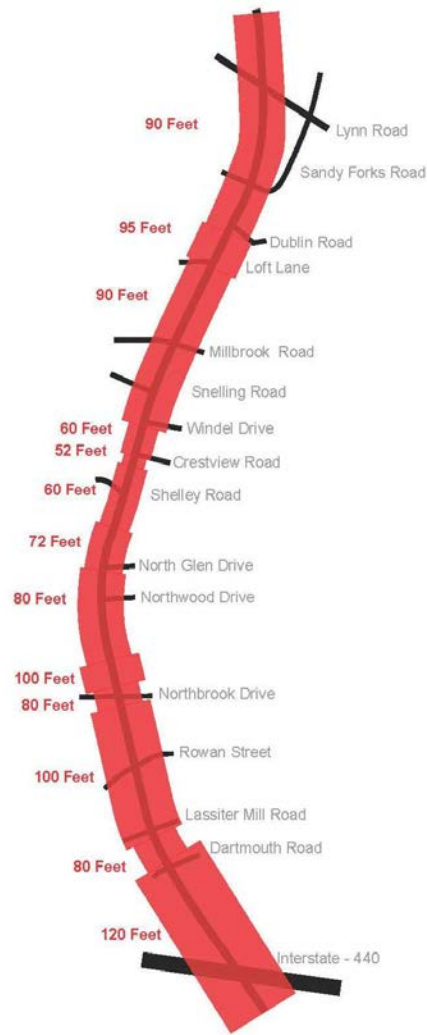 90 Feet
Lynn Road
Sandy Forks Road
95 Feet
Dublin Road
Loft Lane
90 Feet
Millbrook Road
Snelling Road
60 Feet
Windel Drive
52 Feet
Crestview Road
60 Feet
Shelley Road
72 Feet
North Glen Drive
80 Feet
Northwood Drive
100 Feet
Northbrook Drive
80 Feet
Rowan Street
100 Feet
Lassiter Mill Road
Dartmouth Road
80 Feet
120 Feet
Interstate - 440